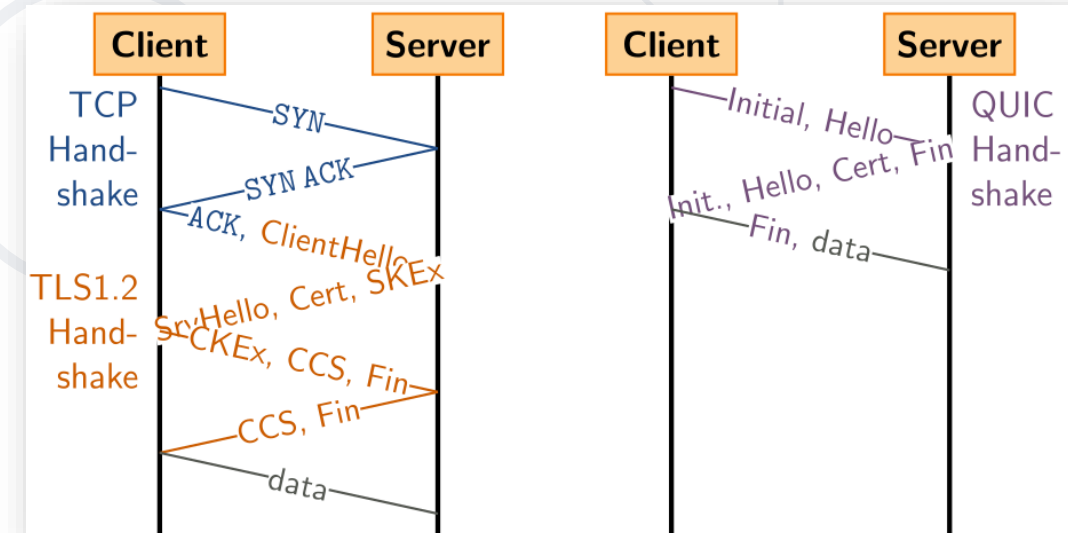 Client
Server
TCP
Hand-
shake
SYN
SYN ACK
ACK, ClientHello
TLS1.2
Hand-
shake
SrvHello, Cert, SKEx
CKEx, CCS, Fin
CCS, Fin
data
Client
Server
Initial, Hello
QUIC
Hand-
shake
Init., Hello, Cert, Fin
Fin, data